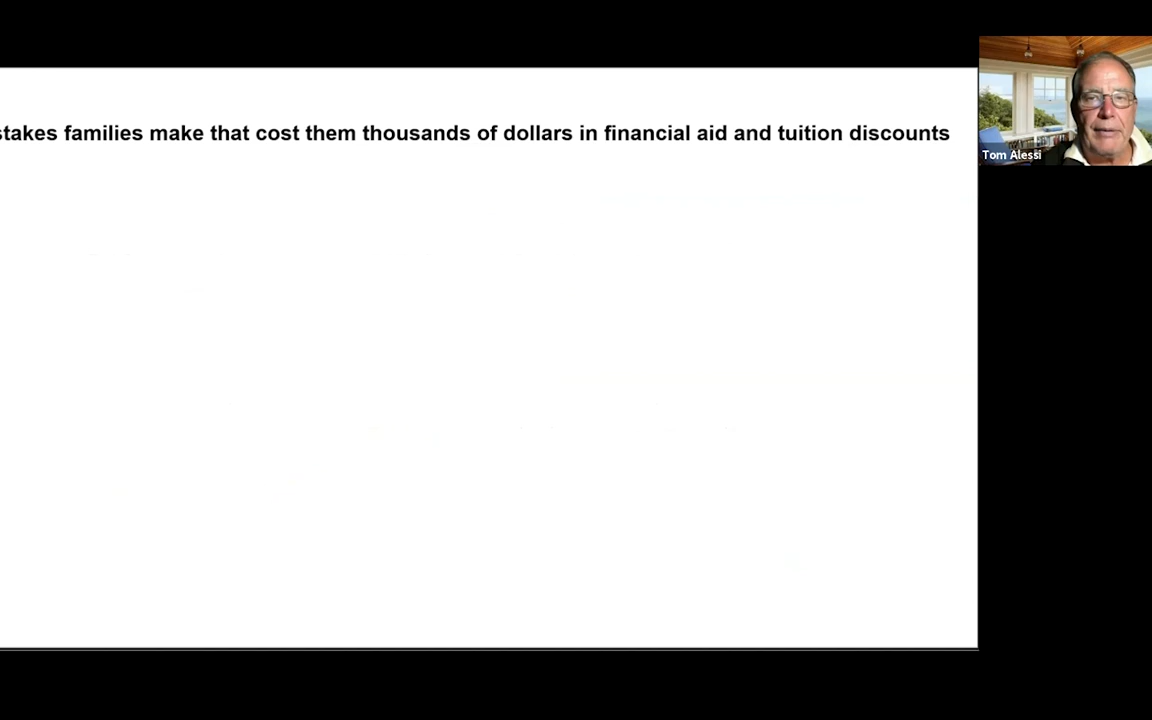 stakes families make that cost them thousands of dollars in financial aid and tuition discounts
Tom Alessi